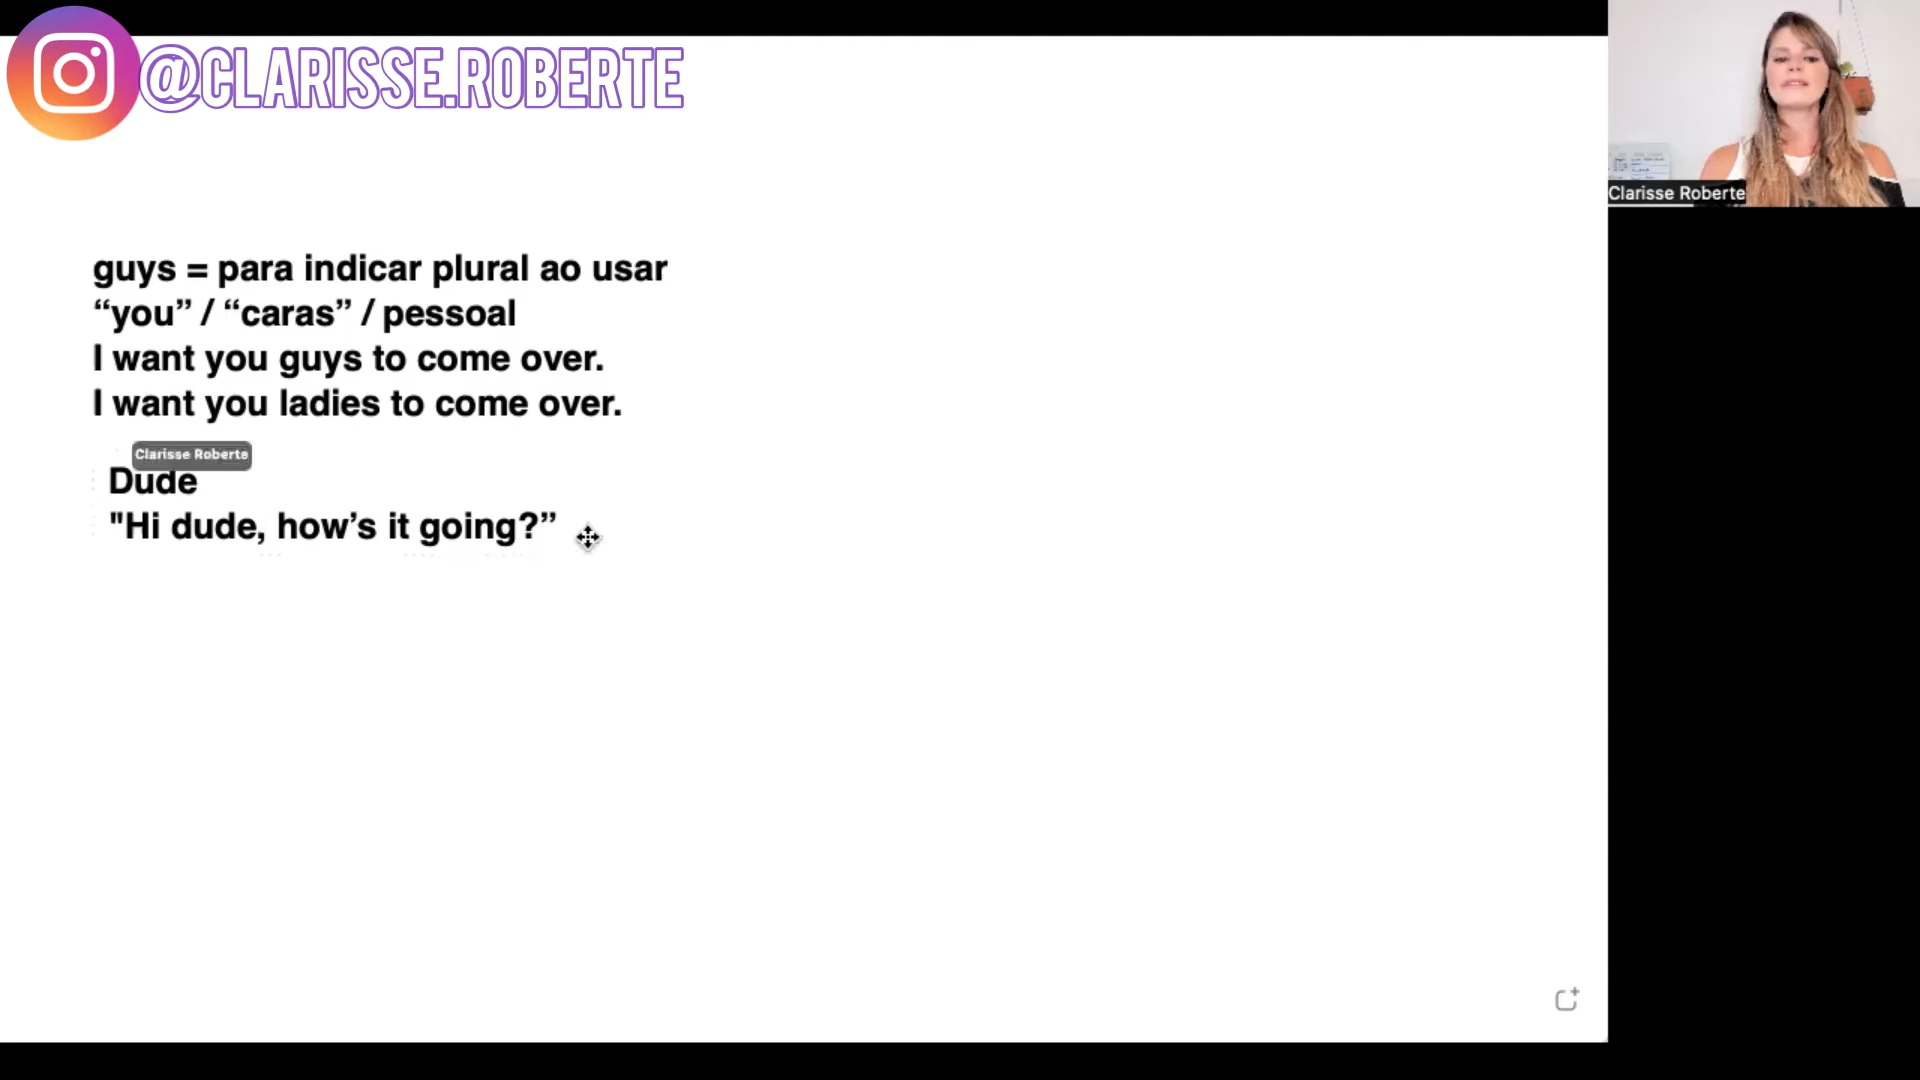 @CLARISSE.ROBERTE
Clarisse Roberte
guys = para indicar plural ao usar
“you” / “caras” / pessoal
I want you guys to come over.
I want you ladies to come over.
Clarisse Roberte
Dude
"Hi dude, how’s it going?”